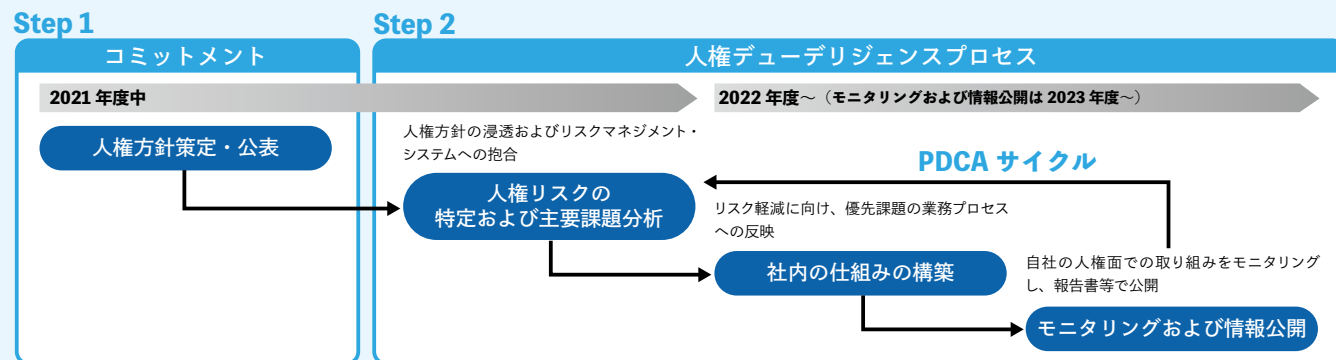 Step 1
コミットメント
Step 2
人権デューデリジェンスプロセス
2021 年度中
2022 年度～（モニタリングおよび情報公開は 2023 年度～）
人権方針策定・公表
人権方針の浸透およびリスクマネジメント・
システムへの抱合
人権リスクの
特定および主要課題分析
PDCA サイクル
リスク軽減に向け、優先課題の業務プロセス
への反映
社内の仕組みの構築
自社の人権面での取り組みをモニタリング
し、報告書等で公開
モニタリングおよび情報公開